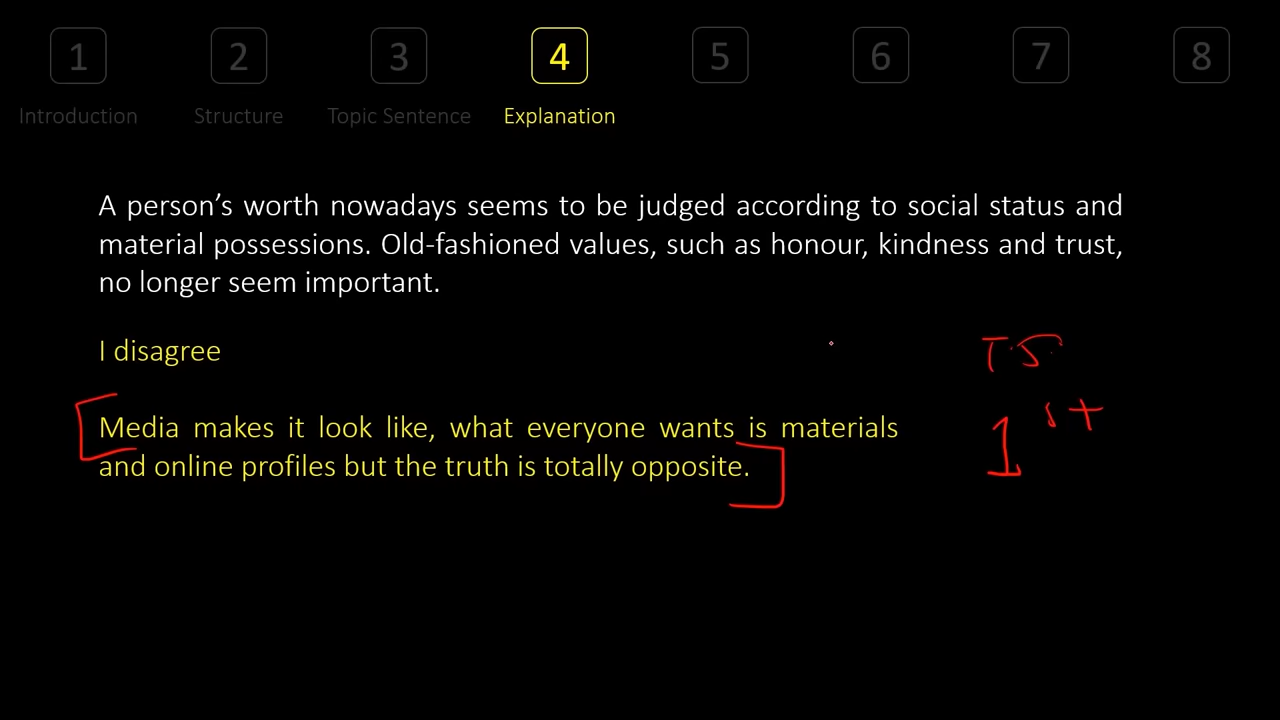 1 2 3 4 5 6 7 8
Introduction Structure Topic Sentence Explanation
A person’s worth nowadays seems to be judged according to social status and
material possessions. Old-fashioned values, such as honour, kindness and trust,
no longer seem important.
I disagree
T.S.
Media makes it look like, what everyone wants is materials
and online profiles but the truth is totally opposite.
1st